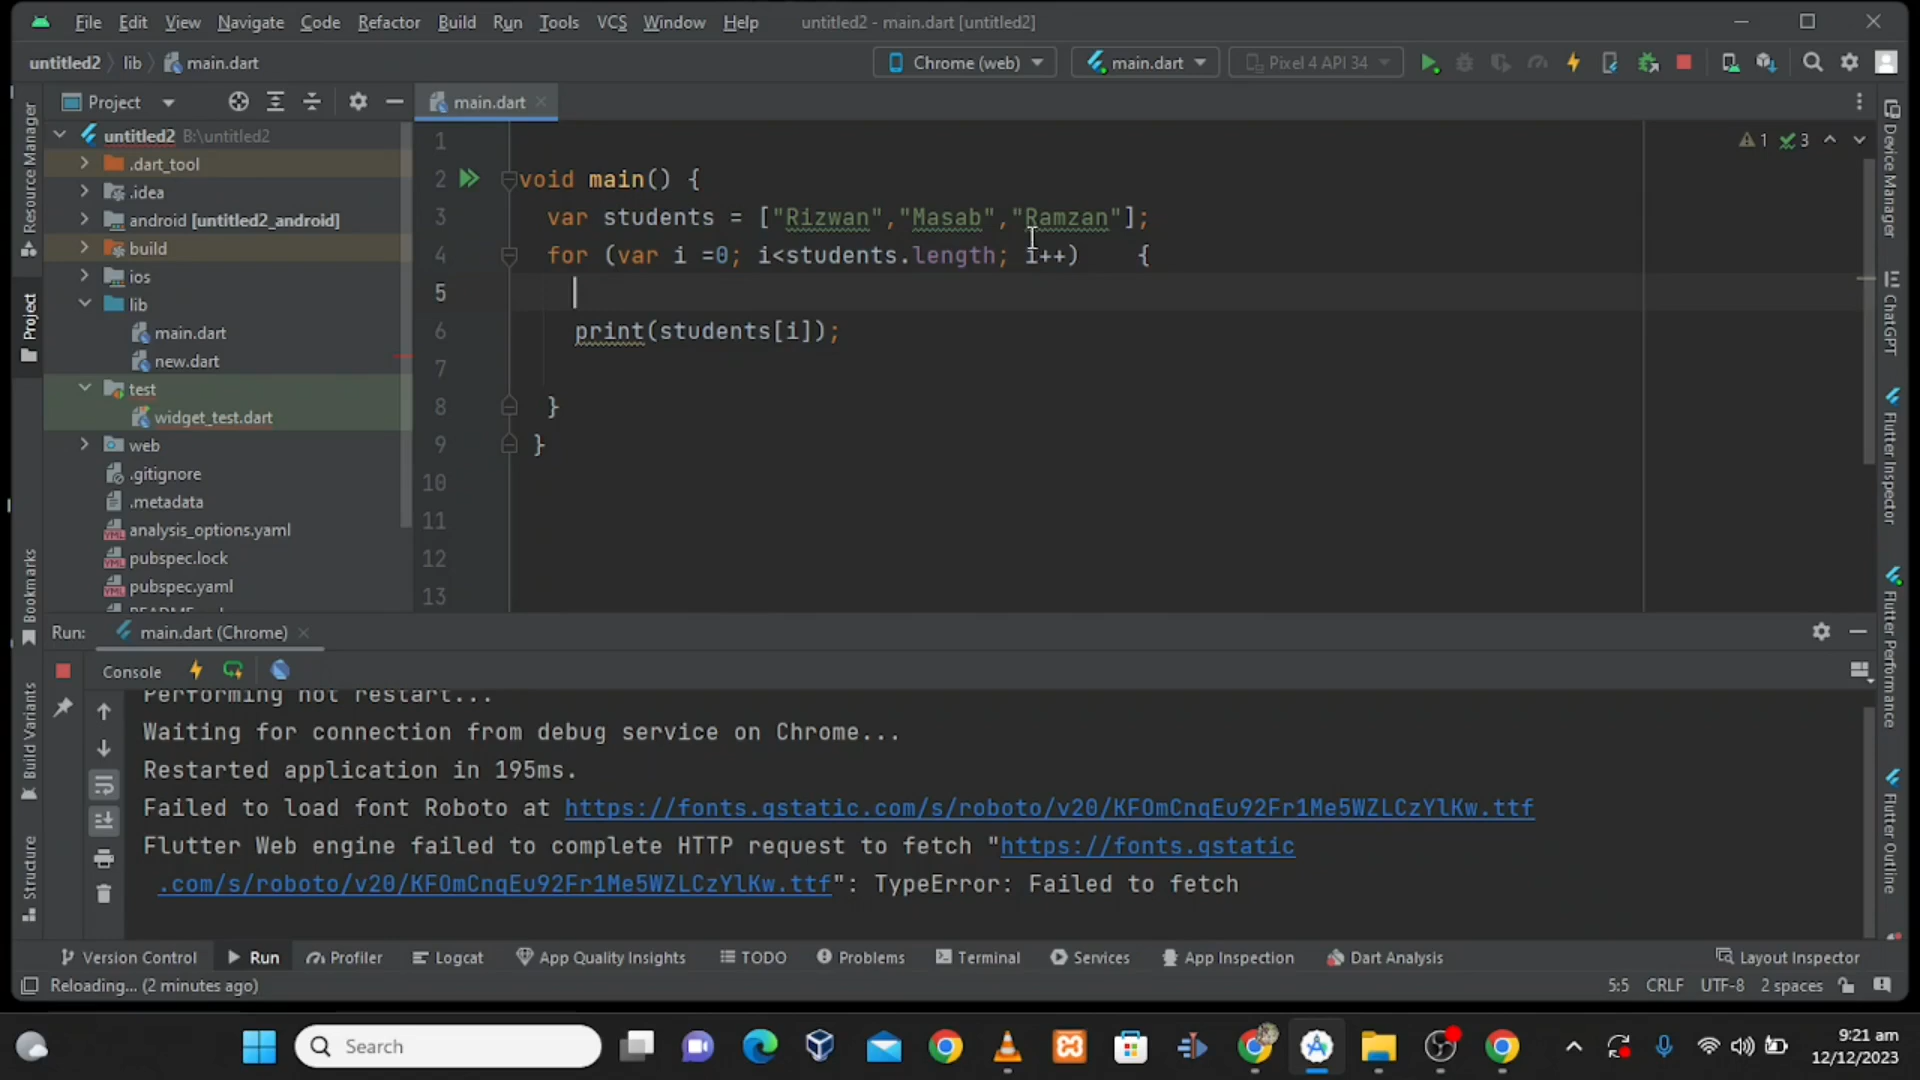 File Edit View Navigate Code Refactor Build Run Tools VCS Window Help untitled2 - main.dart [untitled2]
untitled2 lib main.dart Chrome (web) main.dart Pixel 4 API 34
Project
main.dart
Resource Manager
Project
Bookmarks
Build Variants
Structure
untitled2 B:\untitled2
.dart_tool
.idea
android [untitled2_android]
build
ios
lib
main.dart
new.dart
test
widget_test.dart
web
.gitignore
.metadata
analysis_options.yaml
pubspec.lock
pubspec.yaml
1
2 void main() {
3 var students = ["Rizwan","Masab","Ramzan"];
4 for (var i =0; i<students.length; i++) {
5
6 print(students[i]);
7
8 }
9 }
10
11
12
13
1 3
Device Manager
ChatGPT
Flutter Inspector
Flutter Performance
Flutter Outline
Run: main.dart (Chrome)
Console
Performing hot restart...
Waiting for connection from debug service on Chrome...
Restarted application in 195ms.
Failed to load font Roboto at https://fonts.gstatic.com/s/roboto/v20/KFOmCnqEu92Fr1Me5WZLCzYlKw.ttf
Flutter Web engine failed to complete HTTP request to fetch "https://fonts.gstatic
.com/s/roboto/v20/KFOmCnqEu92Fr1Me5WZLCzYlKw.ttf": TypeError: Failed to fetch
Version Control Run Profiler Logcat App Quality Insights TODO Problems Terminal Services App Inspection Dart Analysis Layout Inspector
Reloading... (2 minutes ago) 5:5 CRLF UTF-8 2 spaces
Search
9:21 am
12/12/2023